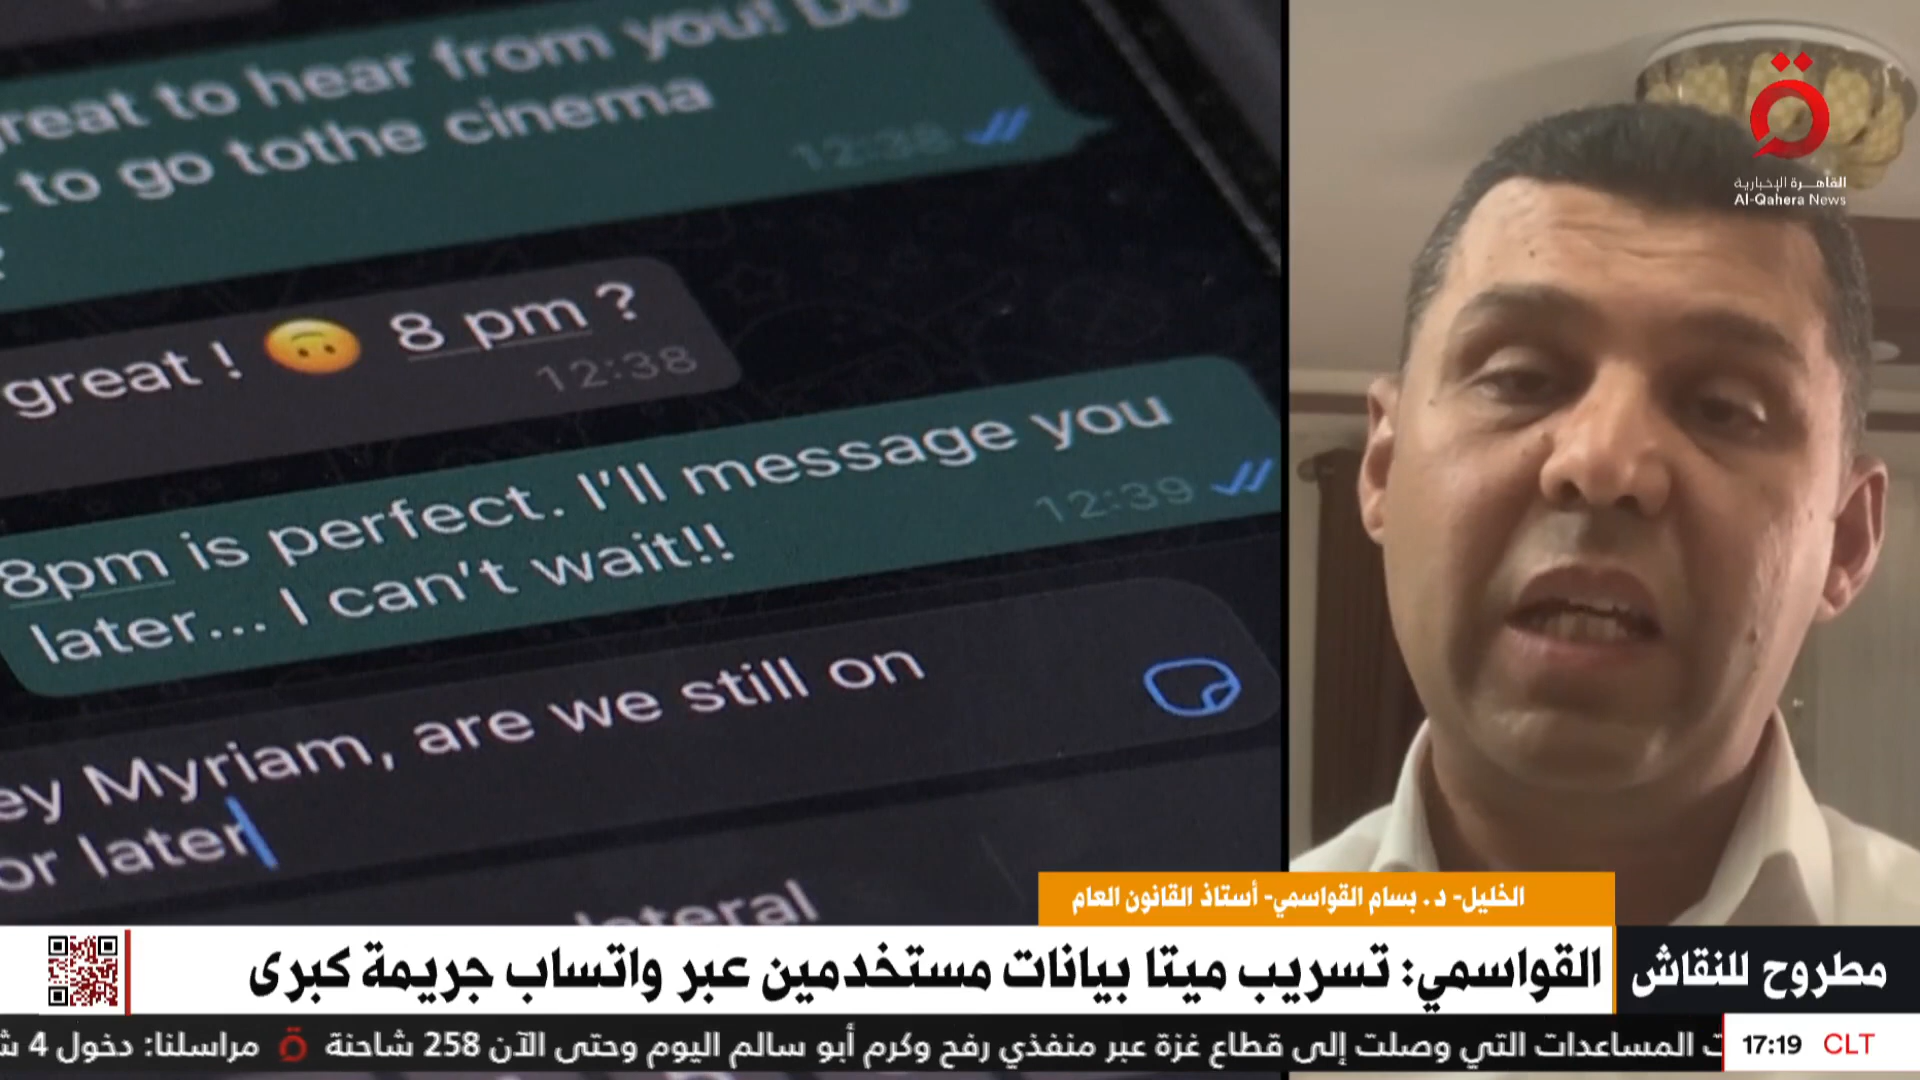 great to hear from you! Do
to go tothe cinema
12:38
?
great ! 🙃 8 pm ?
12:38
8pm is perfect. I'll message you
later... I can't wait!!
12:39
ey Myriam, are we still on
or later
القاهرة الإخبارية
Al-Qahera News
الخليل- د. بسام القواسمي- أستاذ القانون العام
مطروح للنقاش
القواسمي: تسريب ميتا بيانات مستخدمين عبر واتساب جريمة كبرى
المساعدات التي وصلت إلى قطاع غزة عبر منفذي رفح وكرم أبو سالم اليوم وحتى الآن 258 شاحنة
مراسلنا: دخول 4
17:19 CLT